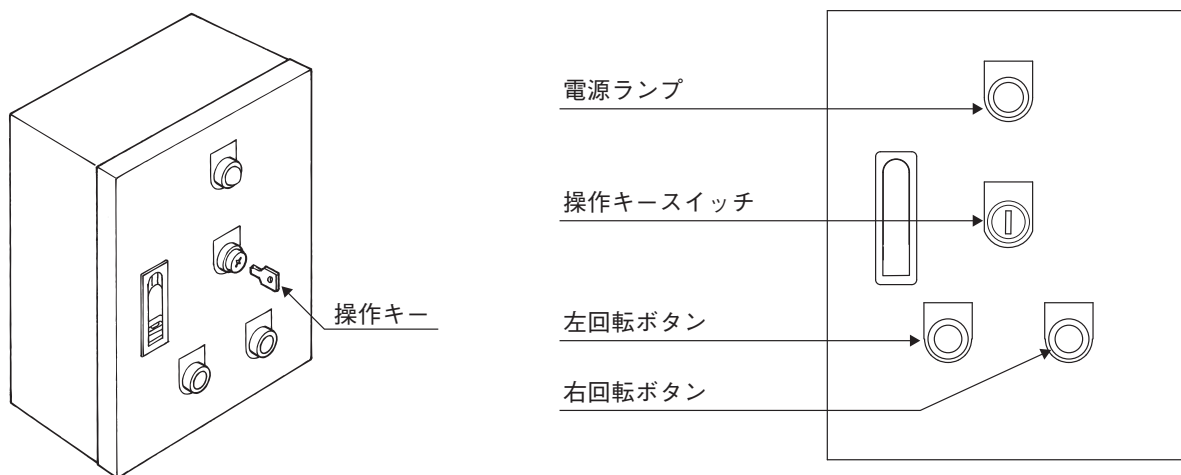 電源ランプ
操作キースイッチ
操作キー
左回転ボタン
右回転ボタン